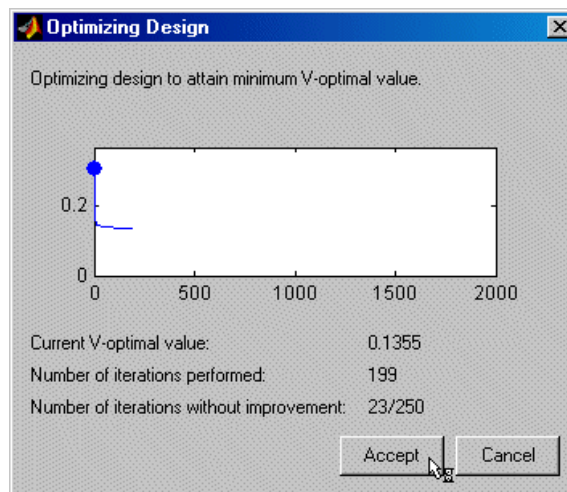 Optimizing Design
Optimizing design to attain minimum V-optimal value.
0.2
0
0 500 1000 1500 2000
Current V-optimal value: 0.1355
Number of iterations performed: 199
Number of iterations without improvement: 23/250
Accept Cancel